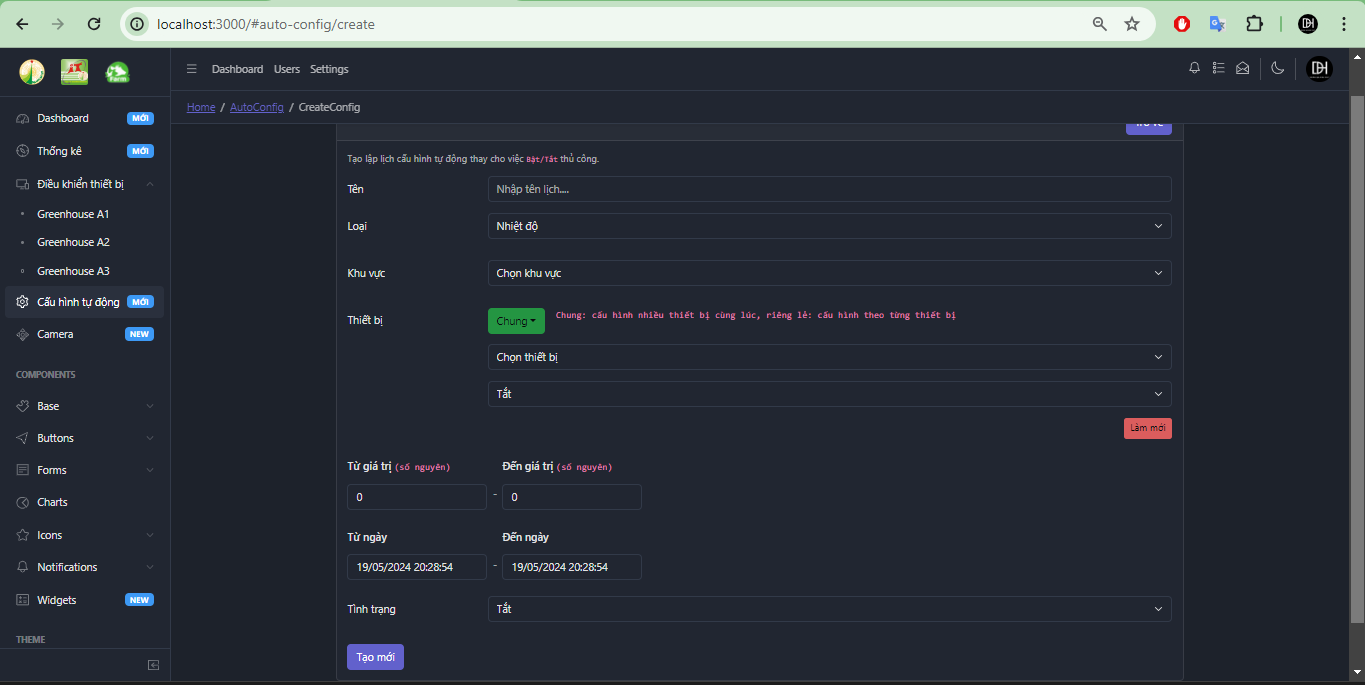 localhost:3000/#auto-config/create
Dashboard Users Settings
Home / AutoConfig / CreateConfig
Dashboard MỚI
Thống kê MỚI
Điều khiển thiết bị
Greenhouse A1
Greenhouse A2
Greenhouse A3
Cấu hình tự động MỚI
Camera NEW
COMPONENTS
Base
Buttons
Forms
Charts
Icons
Notifications
Widgets NEW
THEME
Tạo lập lịch cấu hình tự động thay cho việc Bật/Tắt thủ công.
Tên Nhập tên lịch....
Loại Nhiệt độ
Khu vực Chọn khu vực
Thiết bị Chung Chung: cấu hình nhiều thiết bị cùng lúc, riêng lẻ: cấu hình theo từng thiết bị
Chọn thiết bị
Tắt
Làm mới
Từ giá trị (số nguyên) Đến giá trị (số nguyên)
0 - 0
Từ ngày Đến ngày
19/05/2024 20:28:54 - 19/05/2024 20:28:54
Tình trạng Tắt
Tạo mới